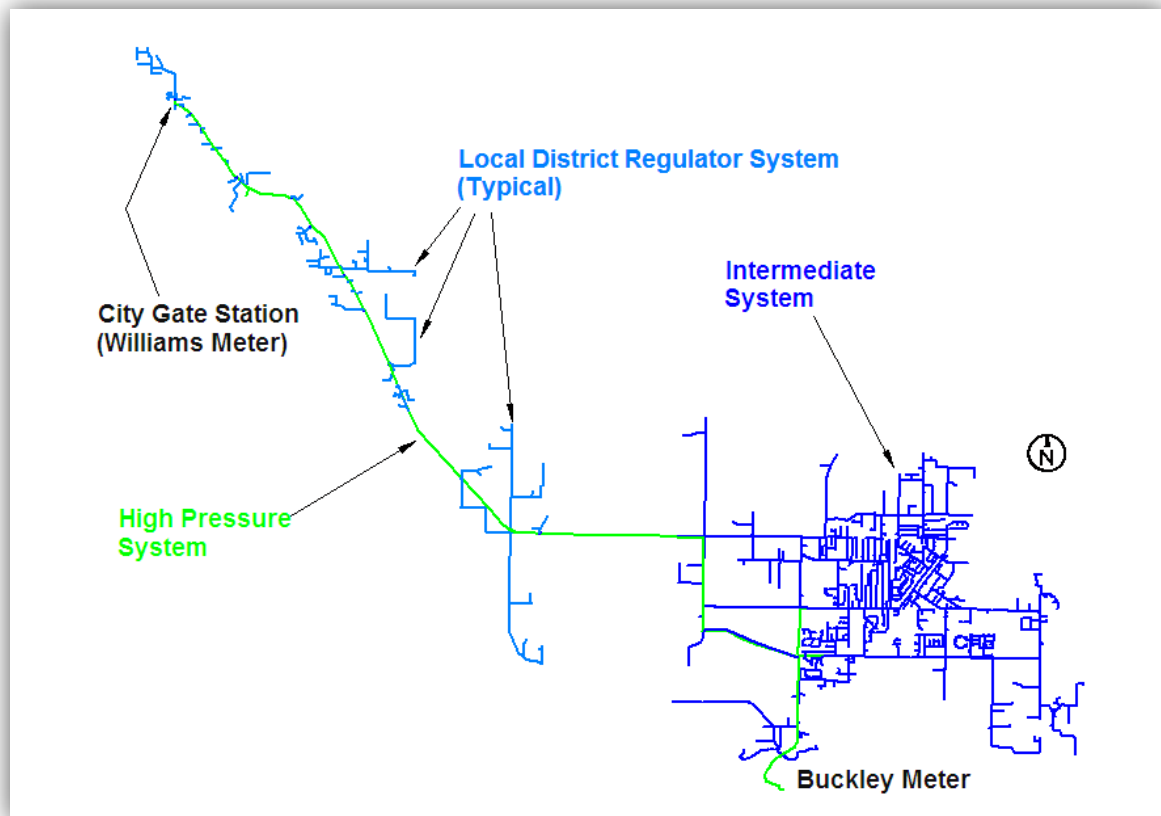 Local District Regulator System
(Typical)
Intermediate
System
City Gate Station
(Williams Meter)
N
High Pressure
System
Buckley Meter